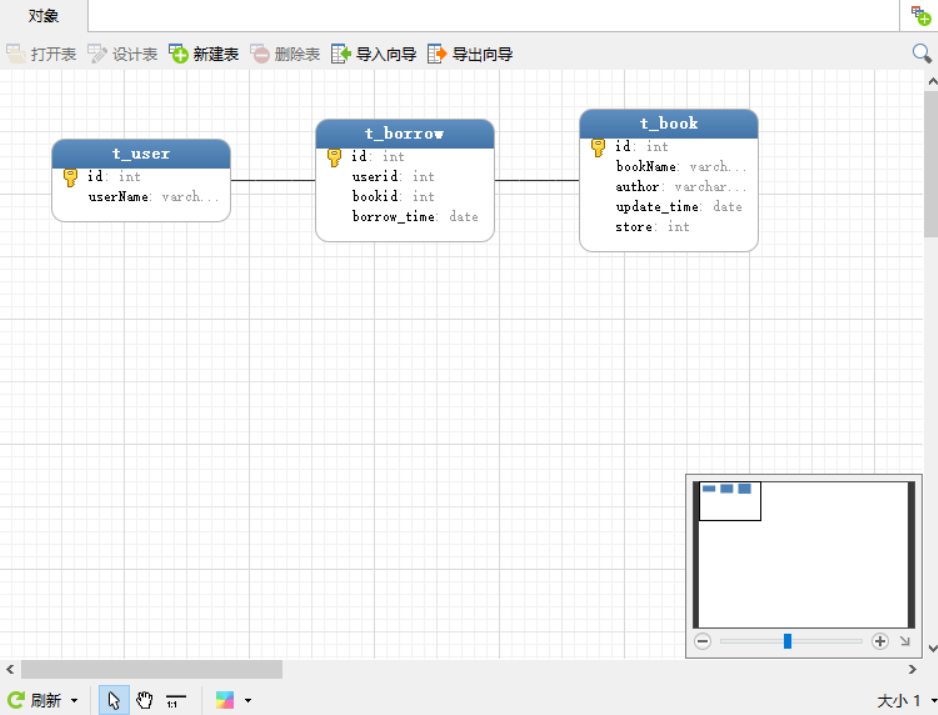 对象
打开表 设计表 新建表 删除表 导入向导 导出向导
t_user
id: int
userName: varch...
t_borrow
id: int
userid: int
bookid: int
borrow_time: date
t_book
id: int
bookName: varch...
author: varchar...
update_time: date
store: int
刷新 1:1 大小 1